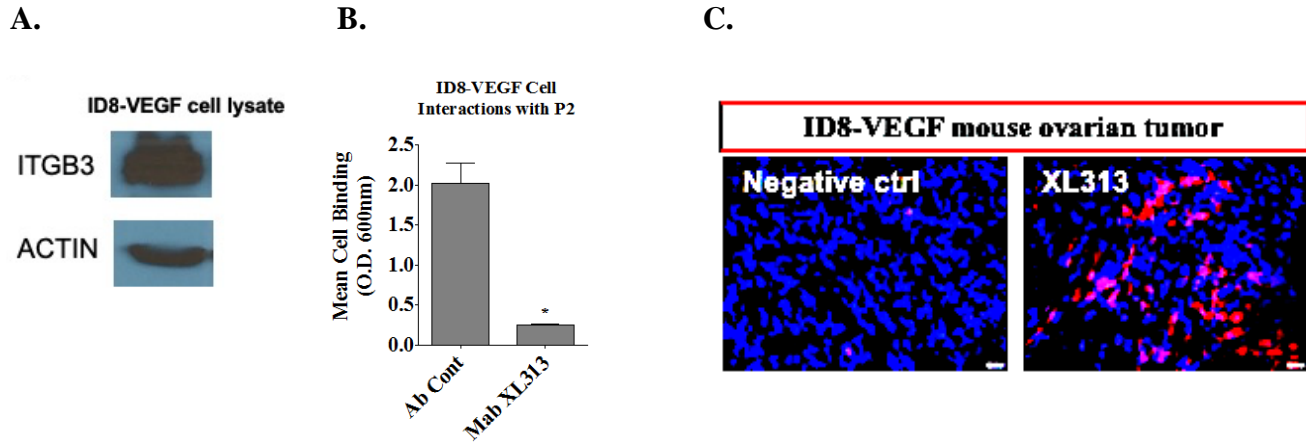 A.
ID8-VEGF cell lysate
ITGB3
ACTIN
B.
ID8-VEGF Cell
Interactions with P2
Mean Cell Binding
(O.D. 600nm)
2.5
2.0
1.5
1.0
0.5
0.0
*
Ab Cont
Mab XL313
C.
ID8-VEGF mouse ovarian tumor
Negative ctrl
XL313